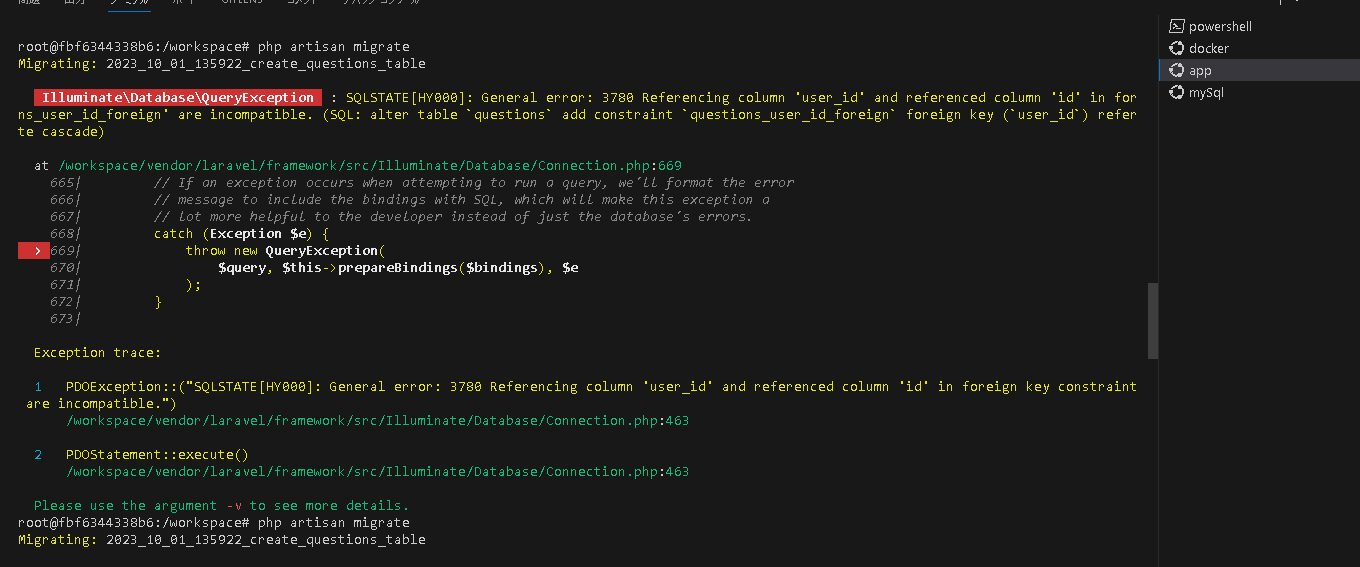 root@fbf6344338b6:/workspace# php artisan migrate
Migrating: 2023_10_01_135922_create_questions_table
Illuminate\Database\QueryException : SQLSTATE[HY000]: General error: 3780 Referencing column 'user_id' and referenced column 'id' in for
ns_user_id_foreign' are incompatible. (SQL: alter table `questions` add constraint `questions_user_id_foreign` foreign key (`user_id`) refer
te cascade)
at /workspace/vendor/laravel/framework/src/Illuminate/Database/Connection.php:669
665| // If an exception occurs when attempting to run a query, we'll format the error
666| // message to include the bindings with SQL, which will make this exception a
667| // lot more helpful to the developer instead of just the database's errors.
668| catch (Exception $e) {
> 669| throw new QueryException(
670| $query, $this->prepareBindings($bindings), $e
671| );
672| }
673|
Exception trace:
1 PDOException::("SQLSTATE[HY000]: General error: 3780 Referencing column 'user_id' and referenced column 'id' in foreign key constraint
are incompatible.")
/workspace/vendor/laravel/framework/src/Illuminate/Database/Connection.php:463
2 PDOStatement::execute()
/workspace/vendor/laravel/framework/src/Illuminate/Database/Connection.php:463
Please use the argument -v to see more details.
root@fbf6344338b6:/workspace# php artisan migrate
Migrating: 2023_10_01_135922_create_questions_table
powershell
docker
app
mySql